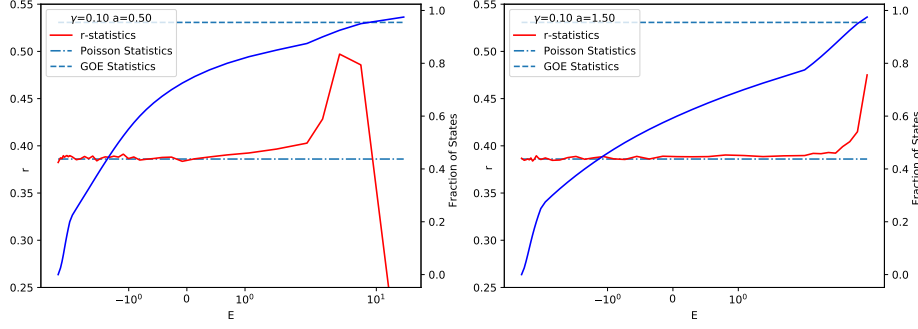 γ=0.10 a=0.50
r-statistics
Poisson Statistics
GOE Statistics
0.55
0.50
0.45
0.40
0.35
0.30
0.25
r
1.0
0.8
0.6
0.4
0.2
0.0
Fraction of States
−10⁰
0
10⁰
10¹
E
γ=0.10 a=1.50
r-statistics
Poisson Statistics
GOE Statistics
0.55
0.50
0.45
0.40
0.35
0.30
0.25
r
1.0
0.8
0.6
0.4
0.2
0.0
Fraction of States
−10⁰
0
10⁰
E